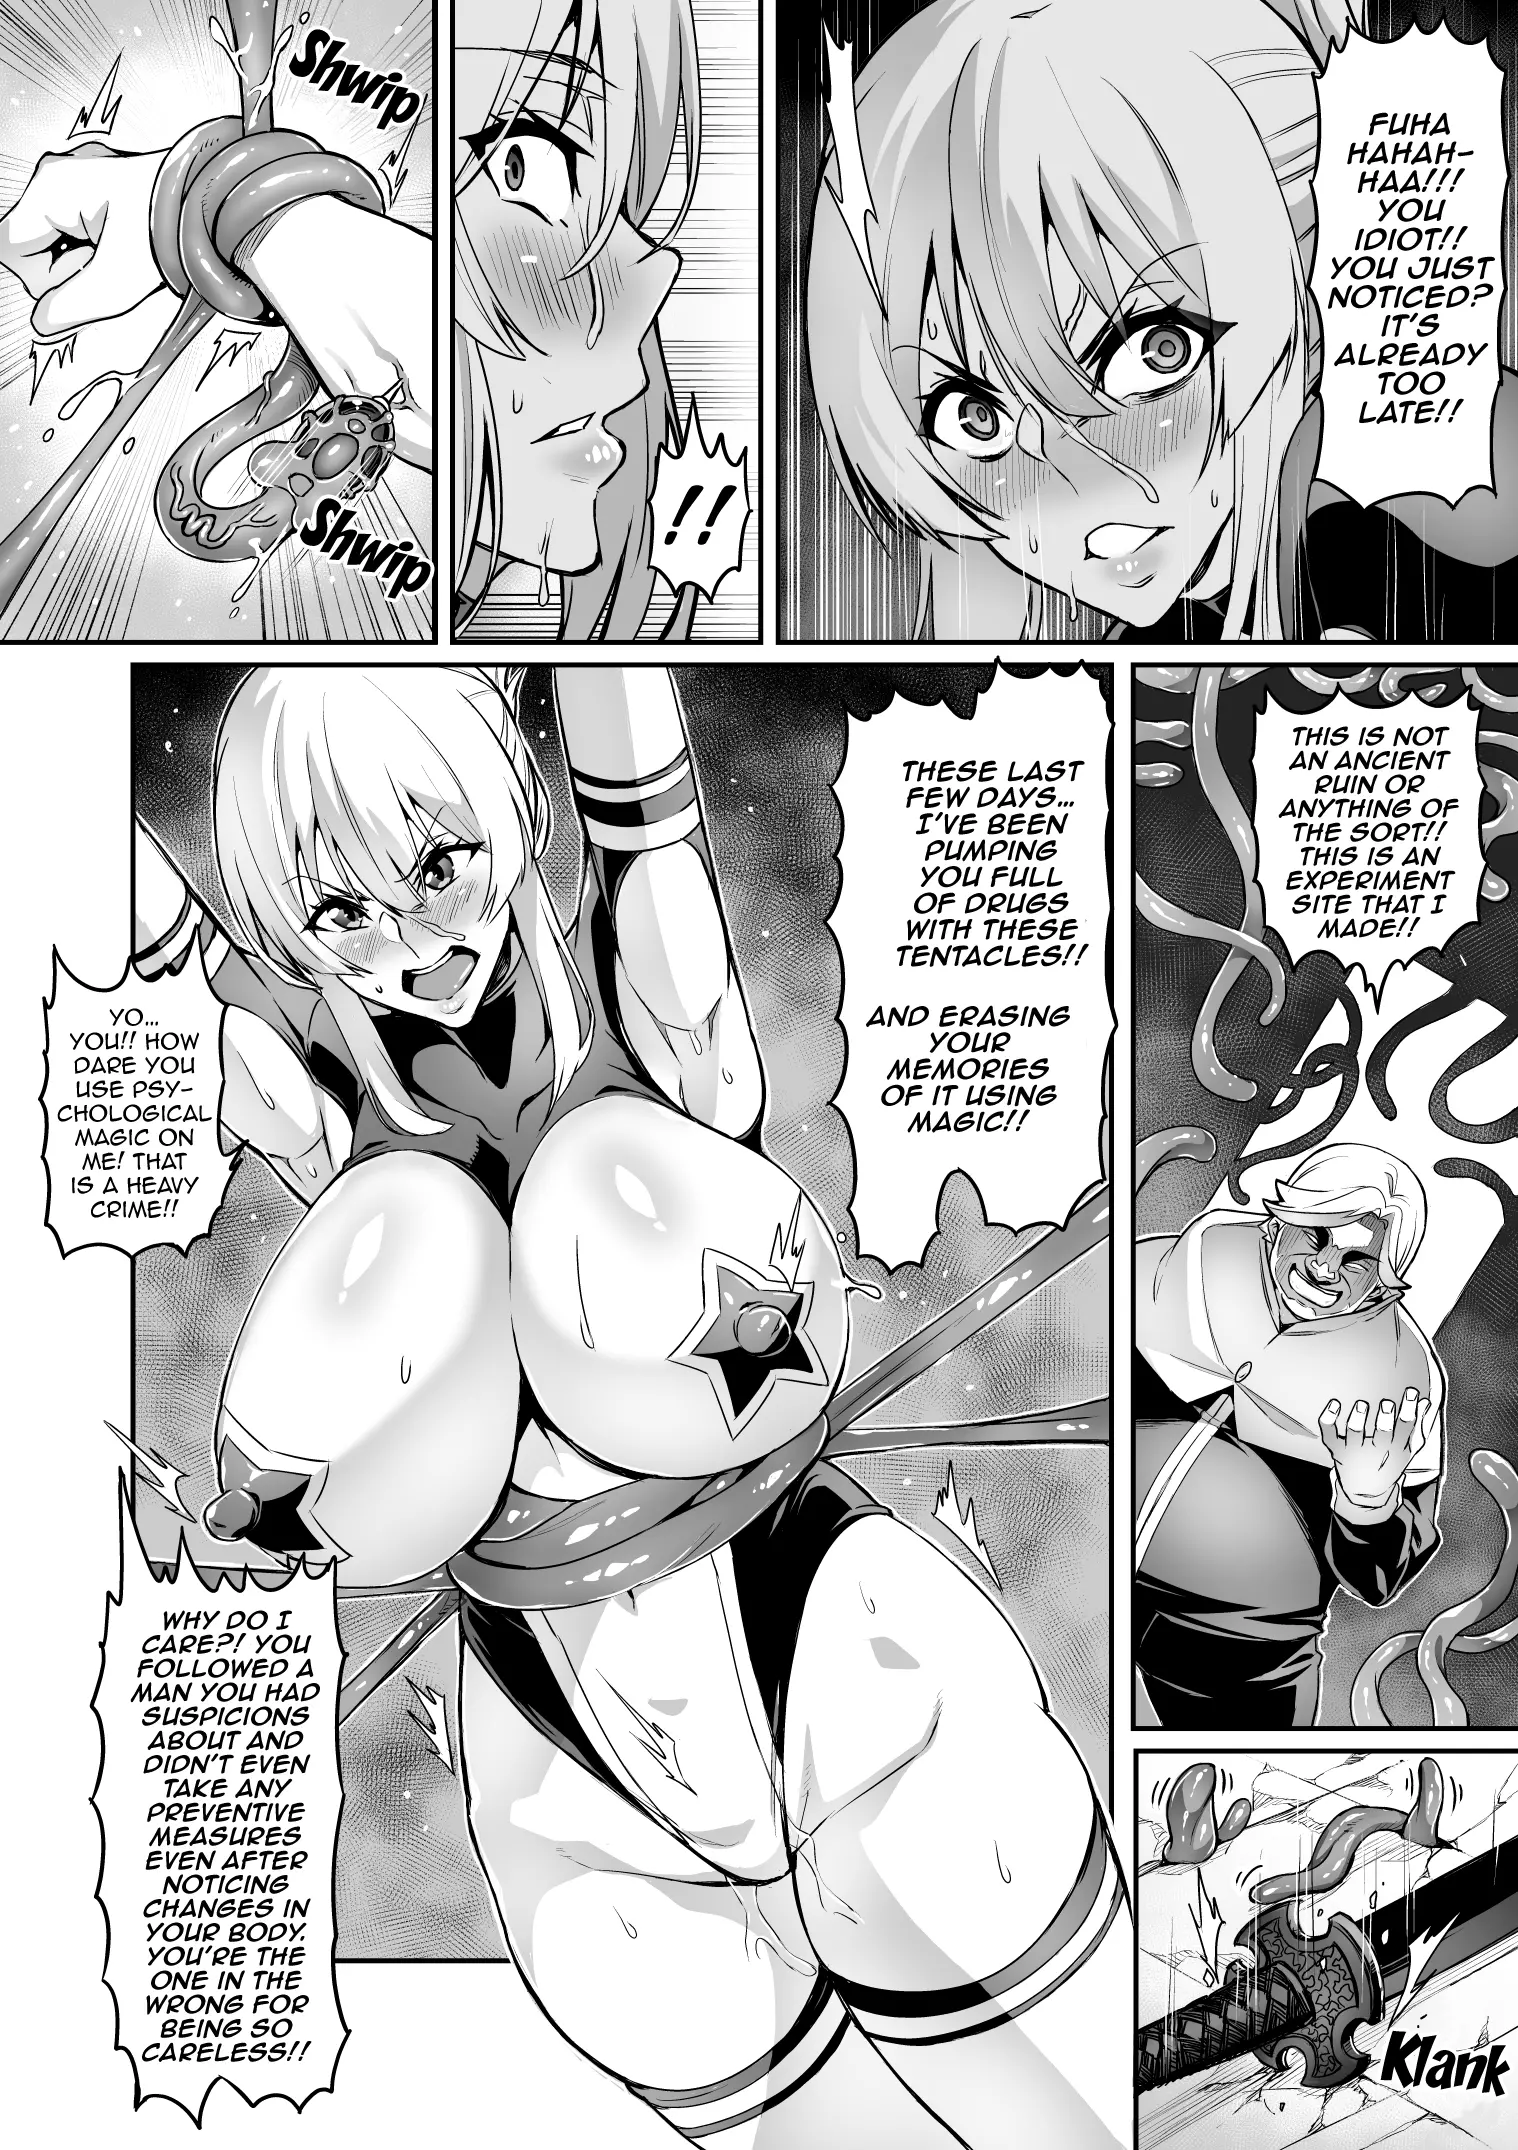 FUHA
HAHAH-
HAA!!!
YOU
IDIOT!!
YOU JUST
NOTICED?
IT'S
ALREADY
TOO
LATE!!
!!
Shwip
Shwip
THIS IS NOT
AN ANCIENT
RUIN OR
ANYTHING OF
THE SORT!!
THIS IS AN
EXPERIMENT
SITE THAT I
MADE!!
THESE LAST
FEW DAYS...
I'VE BEEN
PUMPING
YOU FULL
OF DRUGS
WITH THESE
TENTACLES!!
AND ERASING
YOUR
MEMORIES
OF IT USING
MAGIC!!
YO...
YOU!! HOW
DARE YOU
USE PSY-
CHOLOGICAL
MAGIC ON
ME! THAT
IS A HEAVY
CRIME!!
WHY DO I
CARE?! YOU
FOLLOWED A
MAN YOU HAD
SUSPICIONS
ABOUT AND
DIDN'T EVEN
TAKE ANY
PREVENTIVE
MEASURES
EVEN AFTER
NOTICING
CHANGES IN
YOUR BODY.
YOU'RE THE
ONE IN THE
WRONG FOR
BEING SO
CARELESS!!
Klank